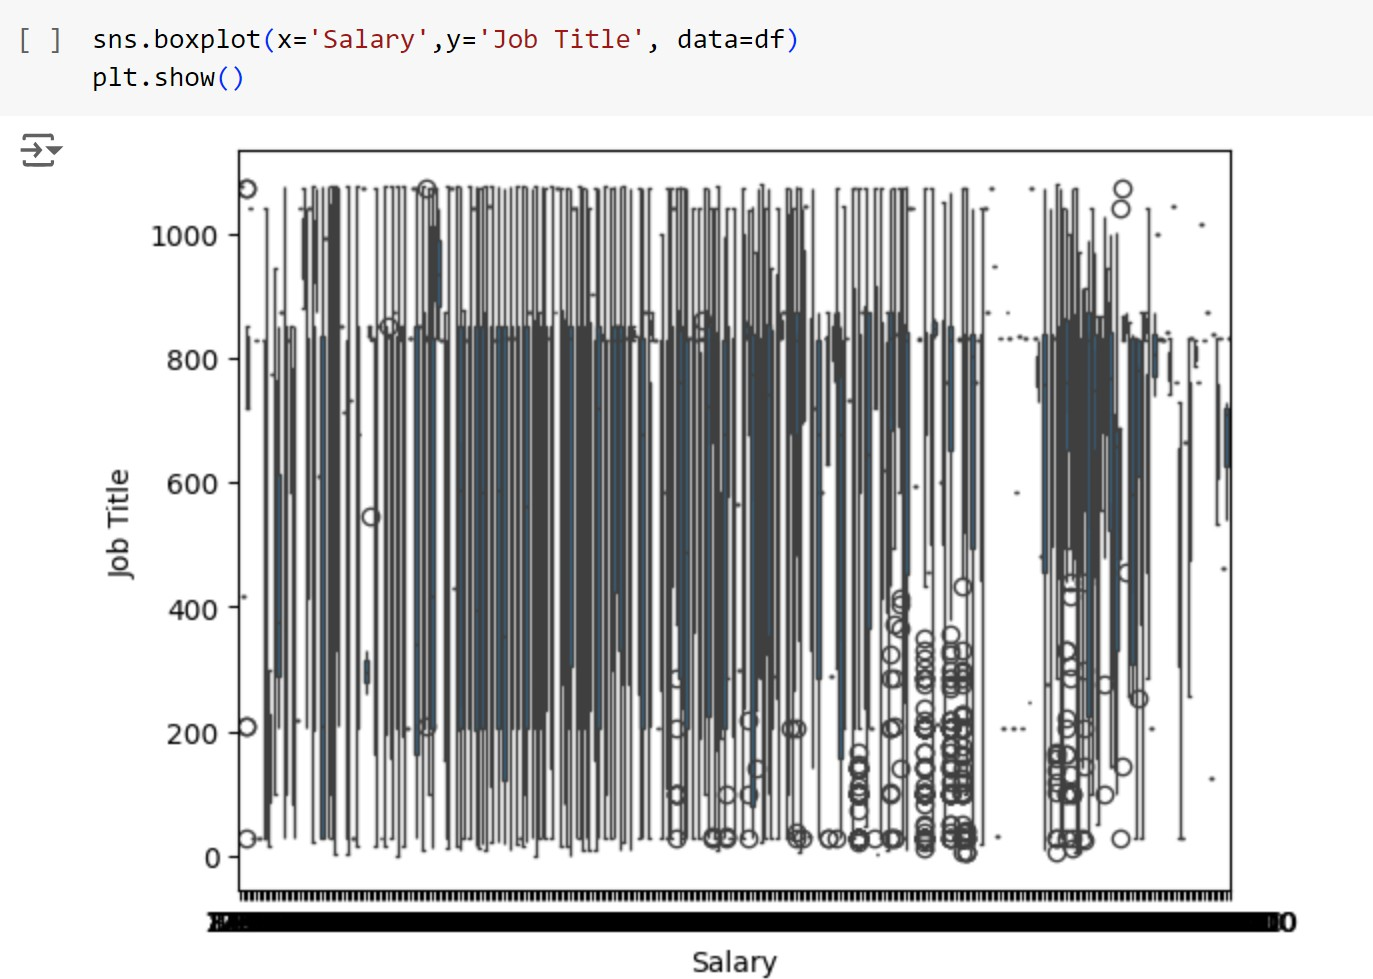 [ ] sns.boxplot(x='Salary',y='Job Title', data=df)
plt.show()
1000
800
600
400
200
0
Job Title
Salary